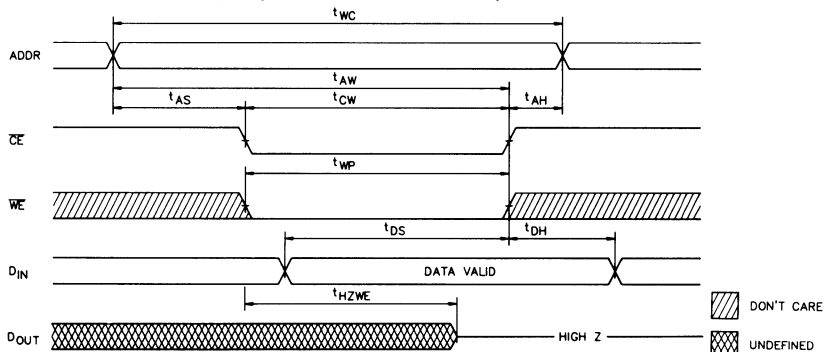 tWC
ADDR
tAW
tAS
tCW
tAH
CE
tWP
WE
tDS
tDH
DIN
DATA VALID
tHZWE
DOUT
HIGH Z
DON'T CARE
UNDEFINED